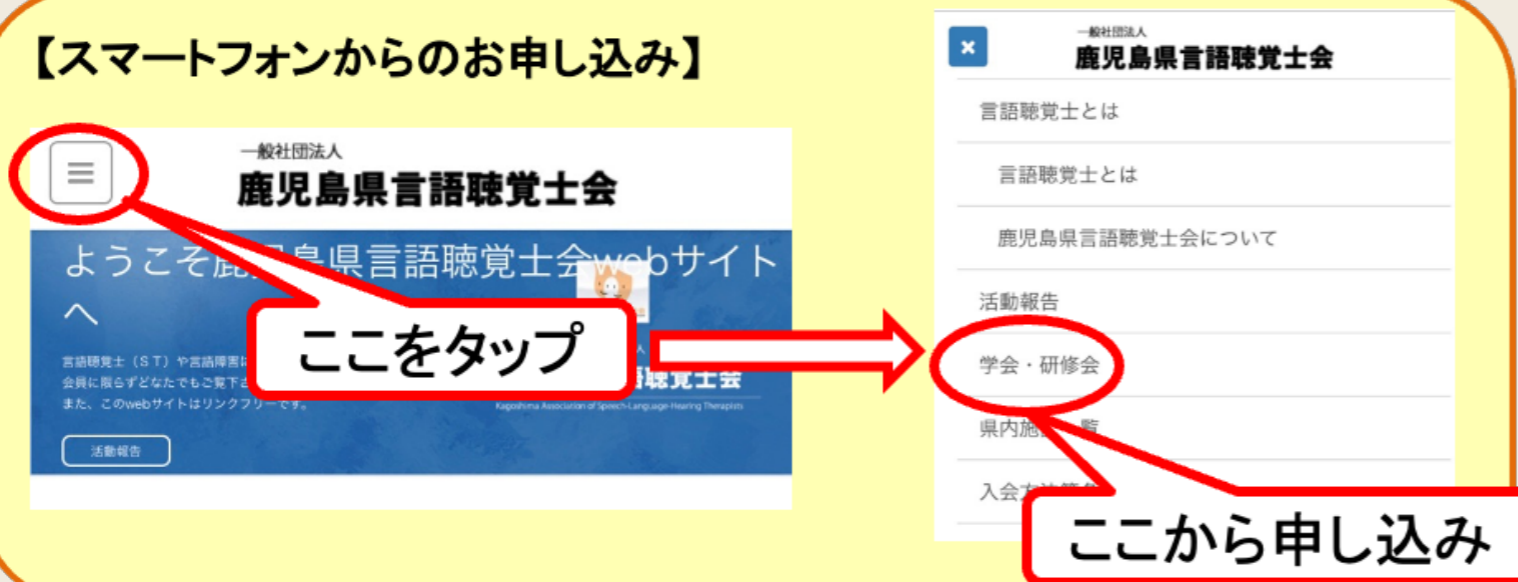 【スマートフォンからのお申し込み】
一般社団法人
鹿児島県言語聴覚士会
ようこそ鹿児島県言語聴覚士会webサイト
へ
言語聴覚士（ＳＴ）や言語障害
会員に限らずどなたでもご覧下さ
また、このwebサイトはリンクフリーです。
聴覚士会
Kagoshima Association of Speech-Language-Hearing Therapists
活動報告
ここをタップ
一般社団法人
鹿児島県言語聴覚士会
言語聴覚士とは
言語聴覚士とは
鹿児島県言語聴覚士会について
活動報告
学会・研修会
県内施 覧
入会
ここから申し込み